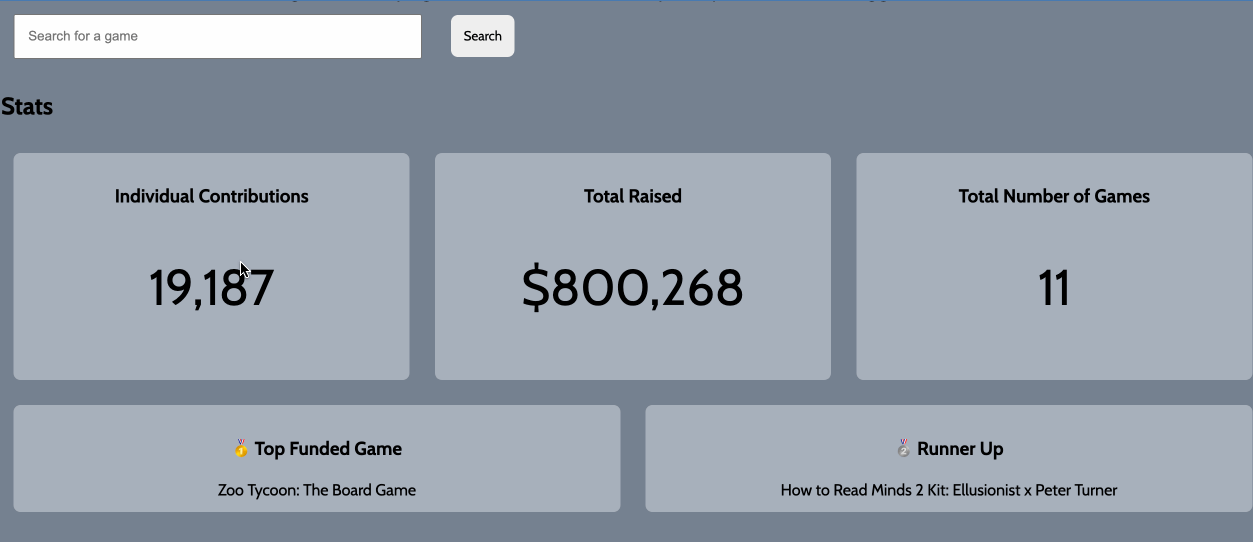 Search for a game
Search
Stats
Individual Contributions
19,187
Total Raised
$800,268
Total Number of Games
11
🥇 Top Funded Game
Zoo Tycoon: The Board Game
🥈 Runner Up
How to Read Minds 2 Kit: Ellusionist x Peter Turner